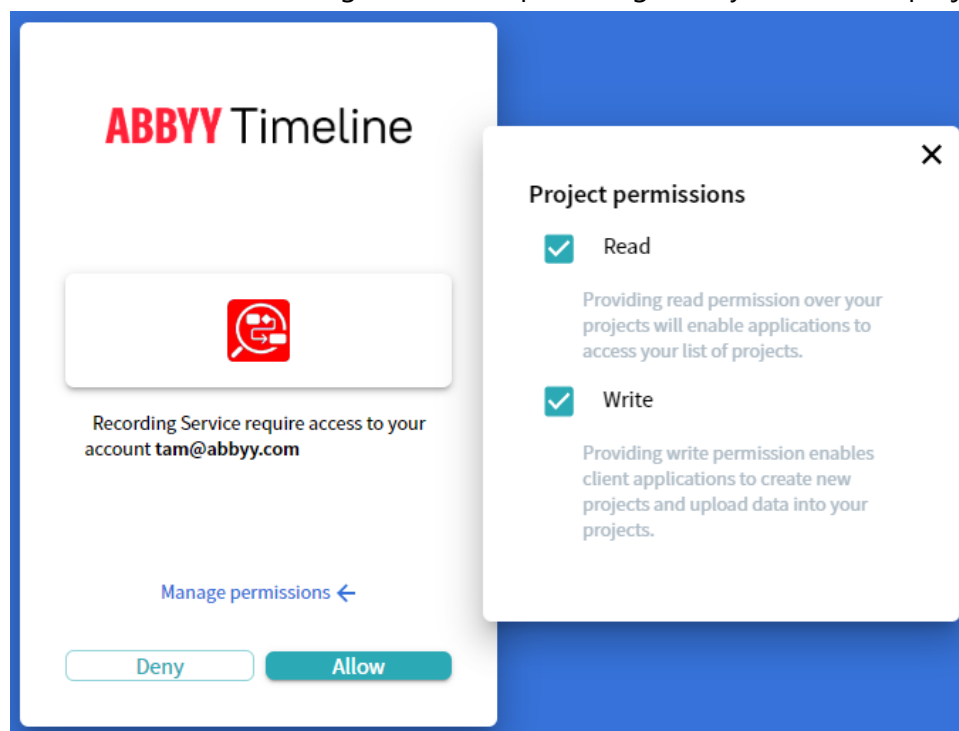 ABBYY Timeline
Recording Service require access to your
account tam@abbyy.com
Manage permissions ←
Deny
Allow
Project permissions
Read
Providing read permission over your
projects will enable applications to
access your list of projects.
Write
Providing write permission enables
client applications to create new
projects and upload data into your
projects.